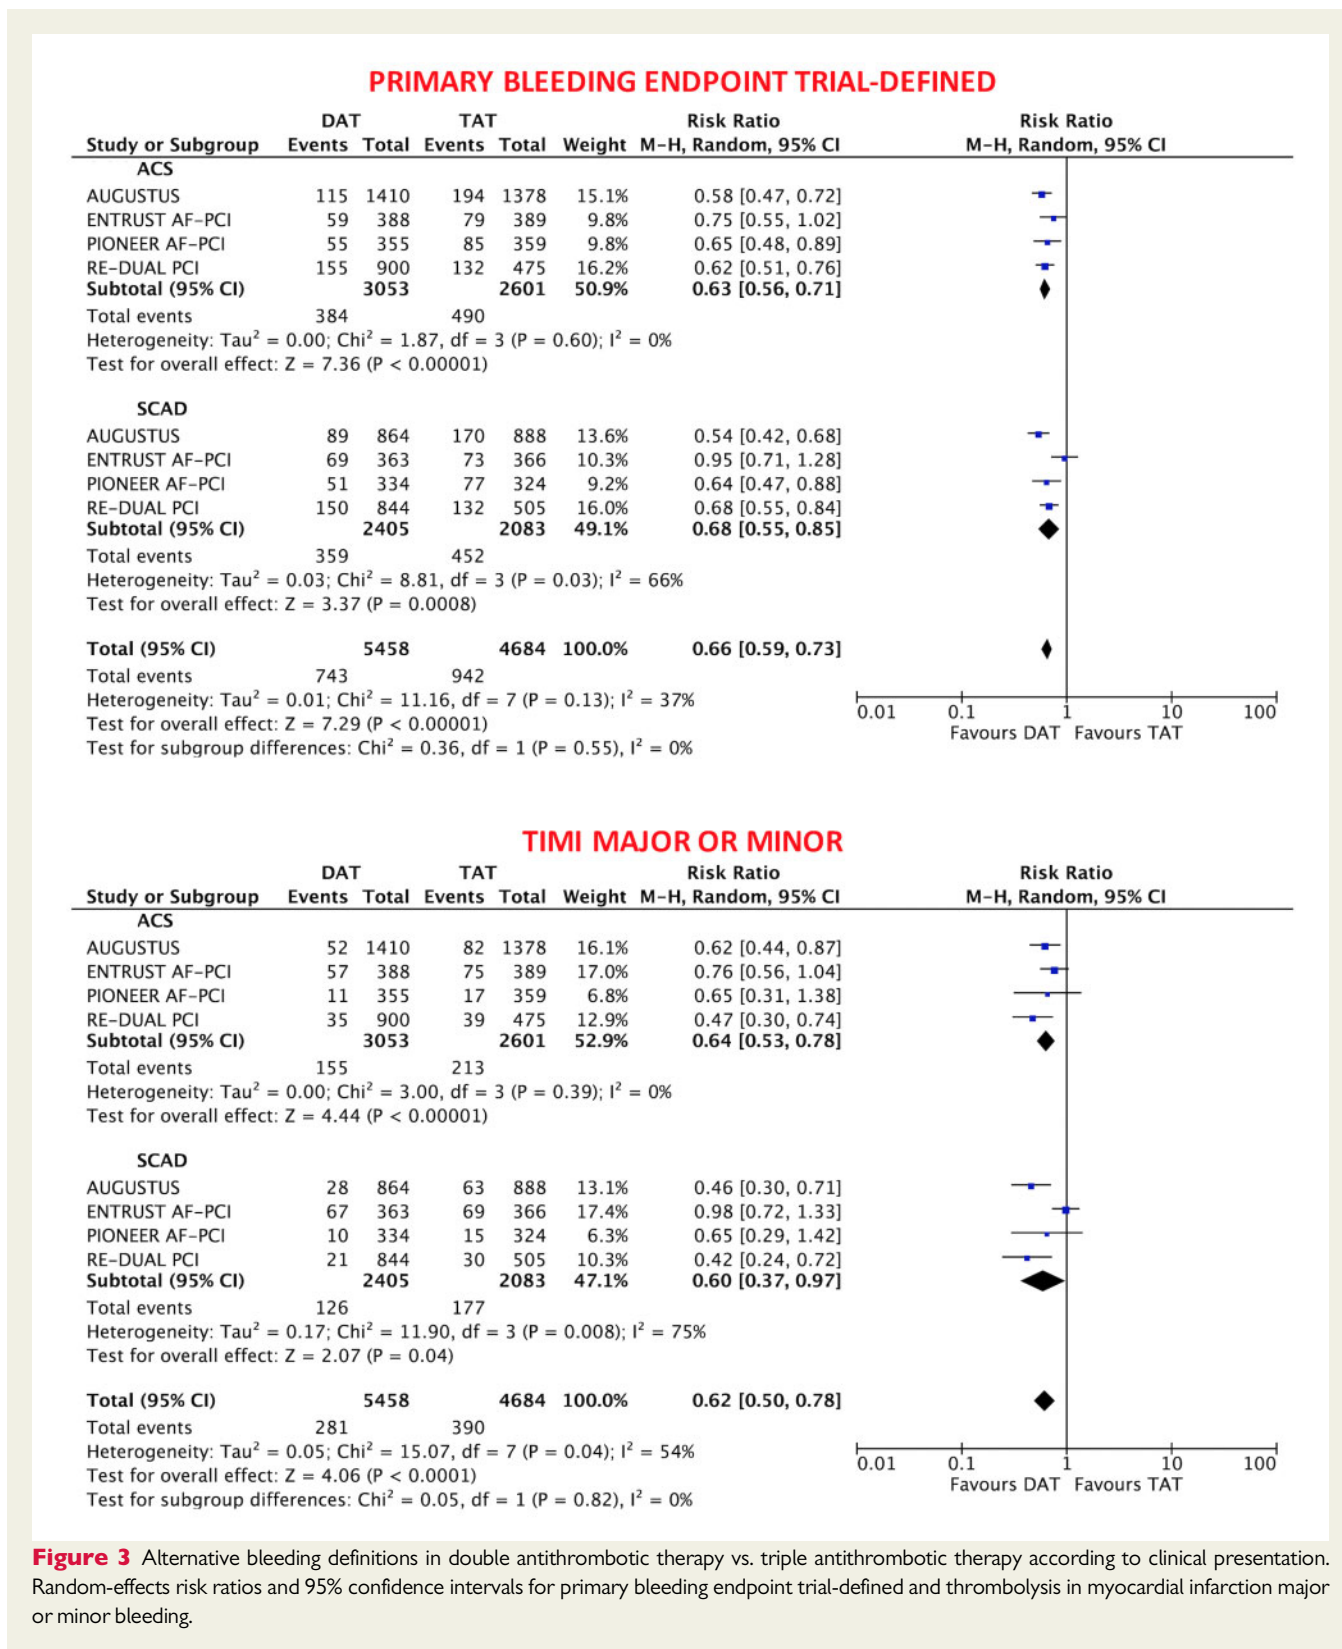 PRIMARY BLEEDING ENDPOINT TRIAL-DEFINED
DAT TAT Risk Ratio Risk Ratio
Study or Subgroup Events Total Events Total Weight M-H, Random, 95% CI M-H, Random, 95% CI
ACS
AUGUSTUS 115 1410 194 1378 15.1% 0.58 [0.47, 0.72]
ENTRUST AF-PCI 59 388 79 389 9.8% 0.75 [0.55, 1.02]
PIONEER AF-PCI 55 355 85 359 9.8% 0.65 [0.48, 0.89]
RE-DUAL PCI 155 900 132 475 16.2% 0.62 [0.51, 0.76]
Subtotal (95% CI) 3053 2601 50.9% 0.63 [0.56, 0.71]
Total events 384 490
Heterogeneity: Tau² = 0.00; Chi² = 1.87, df = 3 (P = 0.60); I² = 0%
Test for overall effect: Z = 7.36 (P < 0.00001)
SCAD
AUGUSTUS 89 864 170 888 13.6% 0.54 [0.42, 0.68]
ENTRUST AF-PCI 69 363 73 366 10.3% 0.95 [0.71, 1.28]
PIONEER AF-PCI 51 334 77 324 9.2% 0.64 [0.47, 0.88]
RE-DUAL PCI 150 844 132 505 16.0% 0.68 [0.55, 0.84]
Subtotal (95% CI) 2405 2083 49.1% 0.68 [0.55, 0.85]
Total events 359 452
Heterogeneity: Tau² = 0.03; Chi² = 8.81, df = 3 (P = 0.03); I² = 66%
Test for overall effect: Z = 3.37 (P = 0.0008)
Total (95% CI) 5458 4684 100.0% 0.66 [0.59, 0.73]
Total events 743 942
Heterogeneity: Tau² = 0.01; Chi² = 11.16, df = 7 (P = 0.13); I² = 37%
Test for overall effect: Z = 7.29 (P < 0.00001)
Test for subgroup differences: Chi² = 0.36, df = 1 (P = 0.55), I² = 0%
0.01 0.1 1 10 100
Favours DAT Favours TAT
TIMI MAJOR OR MINOR
DAT TAT Risk Ratio Risk Ratio
Study or Subgroup Events Total Events Total Weight M-H, Random, 95% CI M-H, Random, 95% CI
ACS
AUGUSTUS 52 1410 82 1378 16.1% 0.62 [0.44, 0.87]
ENTRUST AF-PCI 57 388 75 389 17.0% 0.76 [0.56, 1.04]
PIONEER AF-PCI 11 355 17 359 6.8% 0.65 [0.31, 1.38]
RE-DUAL PCI 35 900 39 475 12.9% 0.47 [0.30, 0.74]
Subtotal (95% CI) 3053 2601 52.9% 0.64 [0.53, 0.78]
Total events 155 213
Heterogeneity: Tau² = 0.00; Chi² = 3.00, df = 3 (P = 0.39); I² = 0%
Test for overall effect: Z = 4.44 (P < 0.00001)
SCAD
AUGUSTUS 28 864 63 888 13.1% 0.46 [0.30, 0.71]
ENTRUST AF-PCI 67 363 69 366 17.4% 0.98 [0.72, 1.33]
PIONEER AF-PCI 10 334 15 324 6.3% 0.65 [0.29, 1.42]
RE-DUAL PCI 21 844 30 505 10.3% 0.42 [0.24, 0.72]
Subtotal (95% CI) 2405 2083 47.1% 0.60 [0.37, 0.97]
Total events 126 177
Heterogeneity: Tau² = 0.17; Chi² = 11.90, df = 3 (P = 0.008); I² = 75%
Test for overall effect: Z = 2.07 (P = 0.04)
Total (95% CI) 5458 4684 100.0% 0.62 [0.50, 0.78]
Total events 281 390
Heterogeneity: Tau² = 0.05; Chi² = 15.07, df = 7 (P = 0.04); I² = 54%
Test for overall effect: Z = 4.06 (P < 0.0001)
Test for subgroup differences: Chi² = 0.05, df = 1 (P = 0.82), I² = 0%
0.01 0.1 1 10 100
Favours DAT Favours TAT
Figure 3 Alternative bleeding definitions in double antithrombotic therapy vs. triple antithrombotic therapy according to clinical presentation.
Random-effects risk ratios and 95% confidence intervals for primary bleeding endpoint trial-defined and thrombolysis in myocardial infarction major
or minor bleeding.